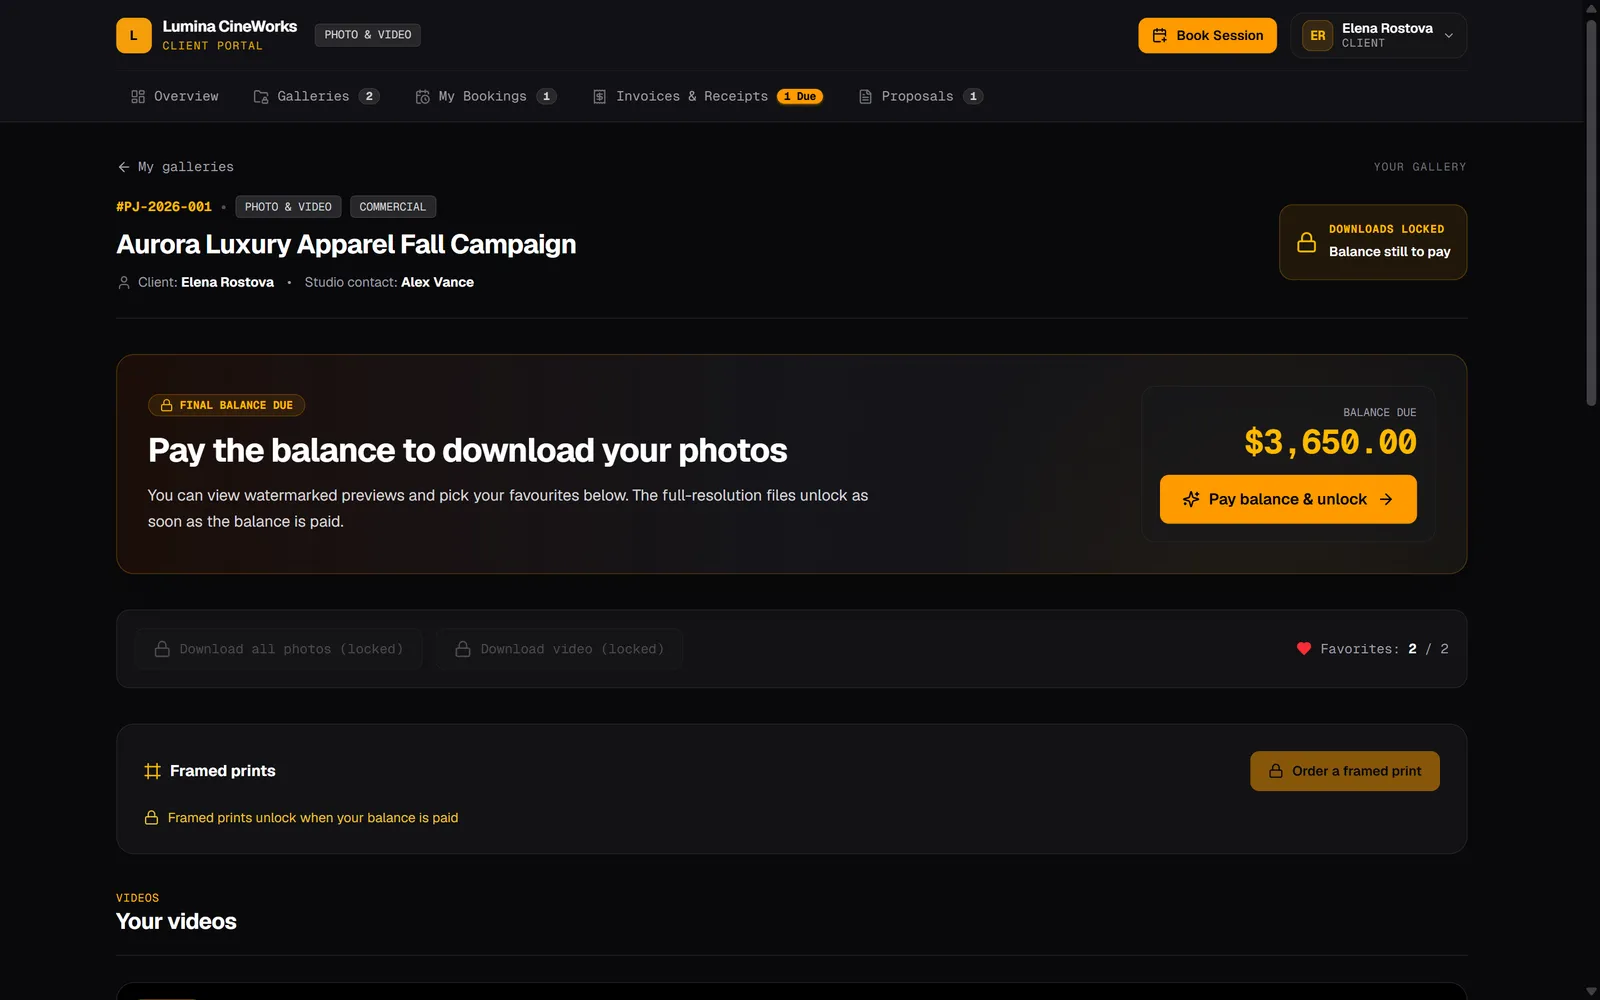 L
Lumina CineWorks
CLIENT PORTAL
PHOTO & VIDEO
Book Session
ER
Elena Rostova
CLIENT
Overview
Galleries 2
My Bookings 1
Invoices & Receipts 1 Due
Proposals 1
My galleries
YOUR GALLERY
#PJ-2026-001 • PHOTO & VIDEO COMMERCIAL
Aurora Luxury Apparel Fall Campaign
Client: Elena Rostova • Studio contact: Alex Vance
DOWNLOADS LOCKED
Balance still to pay
FINAL BALANCE DUE
Pay the balance to download your photos
You can view watermarked previews and pick your favourites below. The full-resolution files unlock as
soon as the balance is paid.
BALANCE DUE
$3,650.00
Pay balance & unlock
Download all photos (locked)
Download video (locked)
Favorites: 2 / 2
Framed prints
Order a framed print
Framed prints unlock when your balance is paid
VIDEOS
Your videos